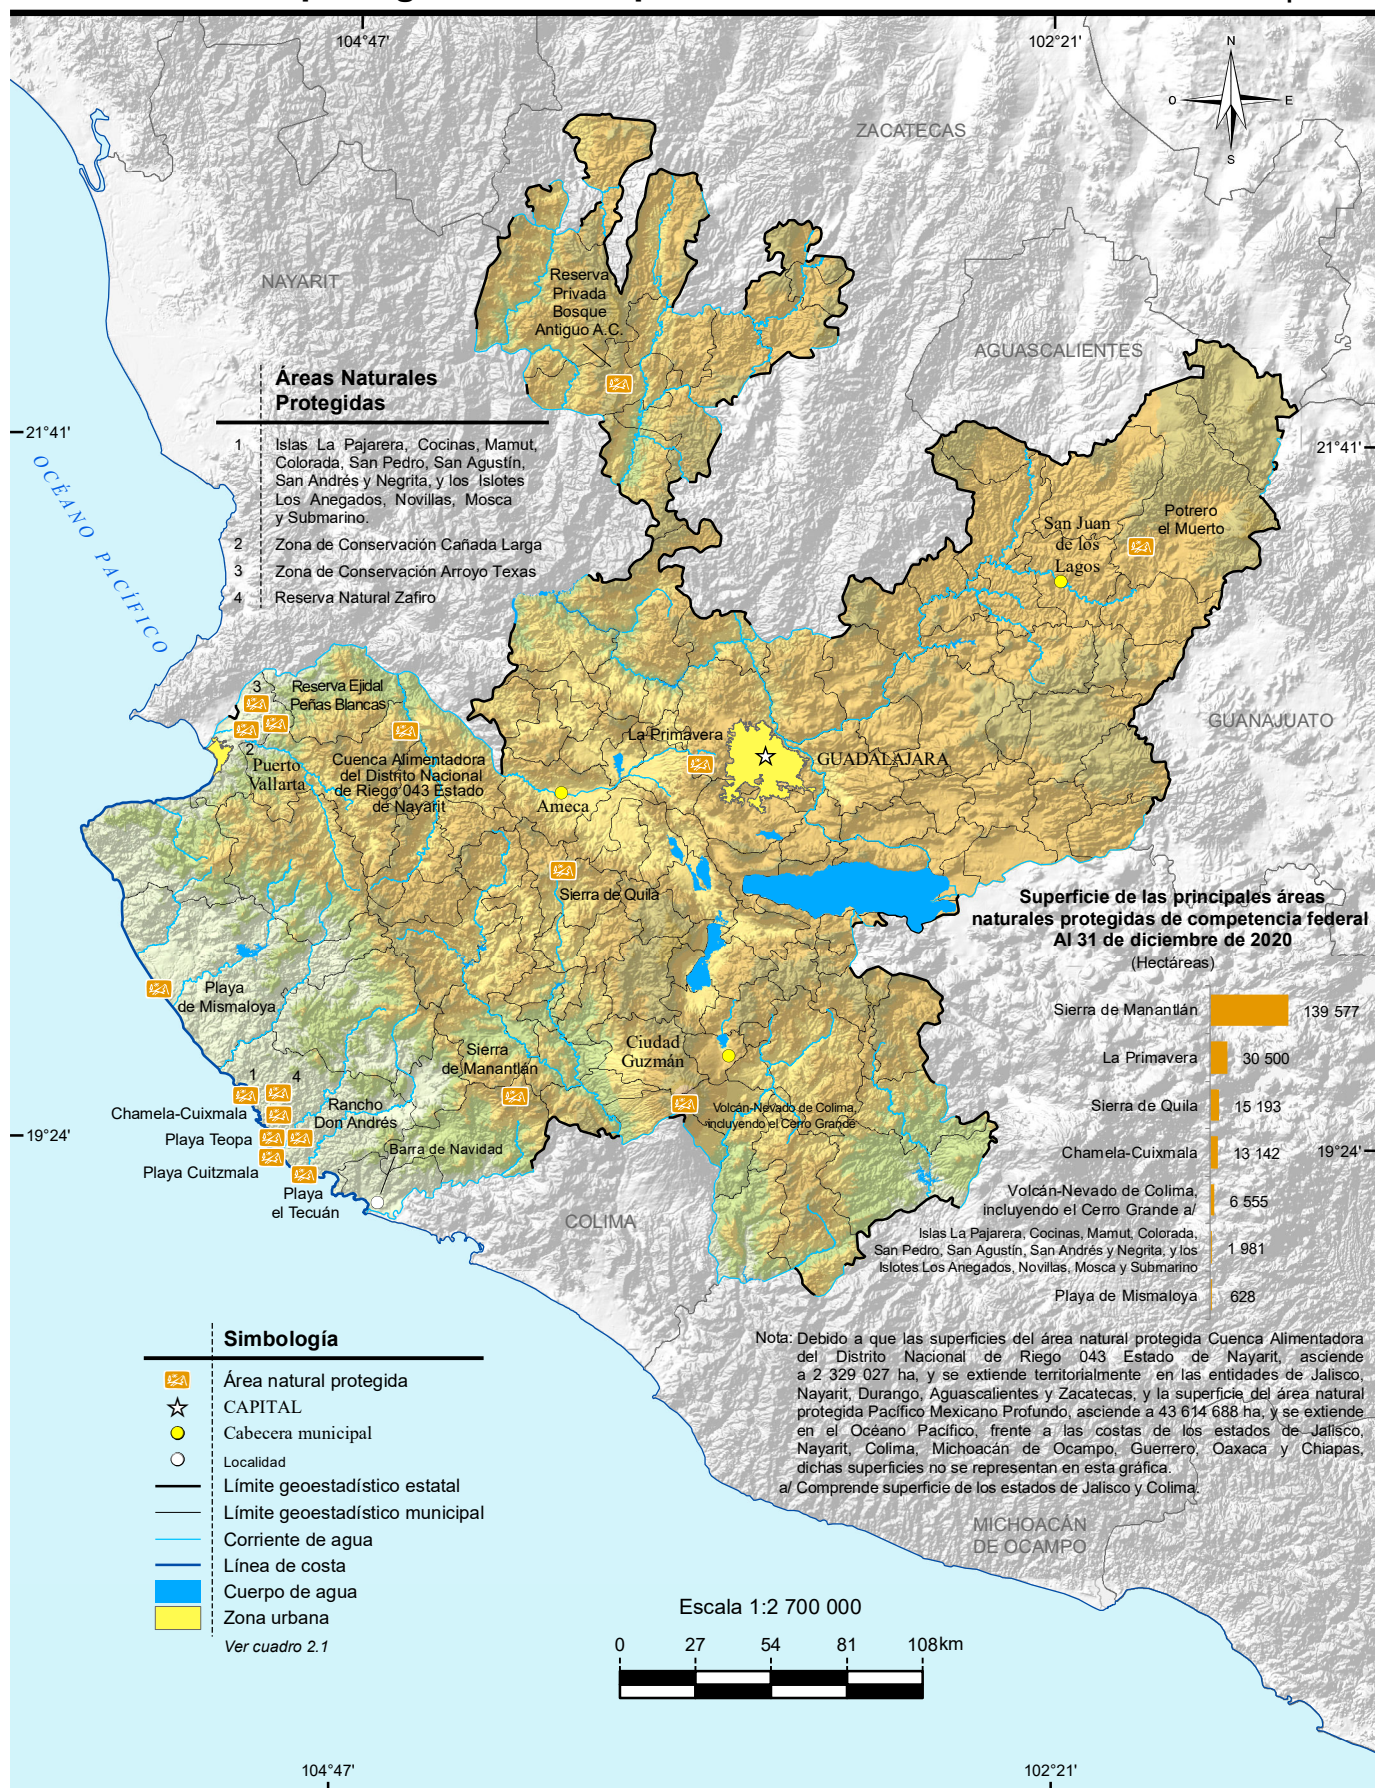 104°47'
102°21'
N
O
E
S
ZACATECAS
NAYARIT
AGUASCALIENTES
Reserva
Privada
Bosque
Antiguo A.C.
Áreas Naturales
Protegidas
1 Islas La Pajarera, Cocinas, Mamut,
Colorada, San Pedro, San Agustín,
San Andrés y Negrita, y los Islotes
Los Anegados, Novillas, Mosca
y Submarino.
2 Zona de Conservación Cañada Larga
3 Zona de Conservación Arroyo Texas
4 Reserva Natural Zafiro
21°41'
21°41'
OCÉANO PACÍFICO
Potrero
el Muerto
San Juan
de los
Lagos
3
Reserva Ejidal
Peñas Blancas
2
Puerto
Vallarta
Cuenca Alimentadora
del Distrito Nacional
de Riego 043 Estado
de Nayarit
La Primavera
GUADALAJARA
GUANAJUATO
Ameca
Sierra de Quila
Playa
de Mismaloya
Ciudad
Guzmán
Sierra
de Manantlán
1
4
Chamela-Cuixmala
Rancho
Don Andrés
Volcán-Nevado de Colima,
incluyendo el Cerro Grande
Playa Teopa
Barra de Navidad
Playa Cuitzmala
Playa
el Tecuán
19°24'
19°24'
COLIMA
MICHOACÁN
DE OCAMPO
Superficie de las principales áreas
naturales protegidas de competencia federal
Al 31 de diciembre de 2020
(Hectáreas)
Sierra de Manantlán 139 577
La Primavera 30 500
Sierra de Quila 15 193
Chamela-Cuixmala 13 142
Volcán-Nevado de Colima,
incluyendo el Cerro Grande a/ 6 555
Islas La Pajarera, Cocinas, Mamut, Colorada,
San Pedro, San Agustín, San Andrés y Negrita, y los 1 981
Islotes Los Anegados, Novillas, Mosca y Submarino
Playa de Mismaloya 628
Nota: Debido a que las superficies del área natural protegida Cuenca Alimentadora
del Distrito Nacional de Riego 043 Estado de Nayarit, asciende
a 2 329 027 ha, y se extiende territorialmente en las entidades de Jalisco,
Nayarit, Durango, Aguascalientes y Zacatecas, y la superficie del área natural
protegida Pacífico Mexicano Profundo, asciende a 43 614 688 ha, y se extiende
en el Océano Pacífico, frente a las costas de los estados de Jalisco,
Nayarit, Colima, Michoacán de Ocampo, Guerrero, Oaxaca y Chiapas,
dichas superficies no se representan en esta gráfica.
a/ Comprende superficie de los estados de Jalisco y Colima.
Simbología
Área natural protegida
CAPITAL
Cabecera municipal
Localidad
Límite geoestadístico estatal
Límite geoestadístico municipal
Corriente de agua
Línea de costa
Cuerpo de agua
Zona urbana
Ver cuadro 2.1
Escala 1:2 700 000
0 27 54 81 108km
104°47'
102°21'